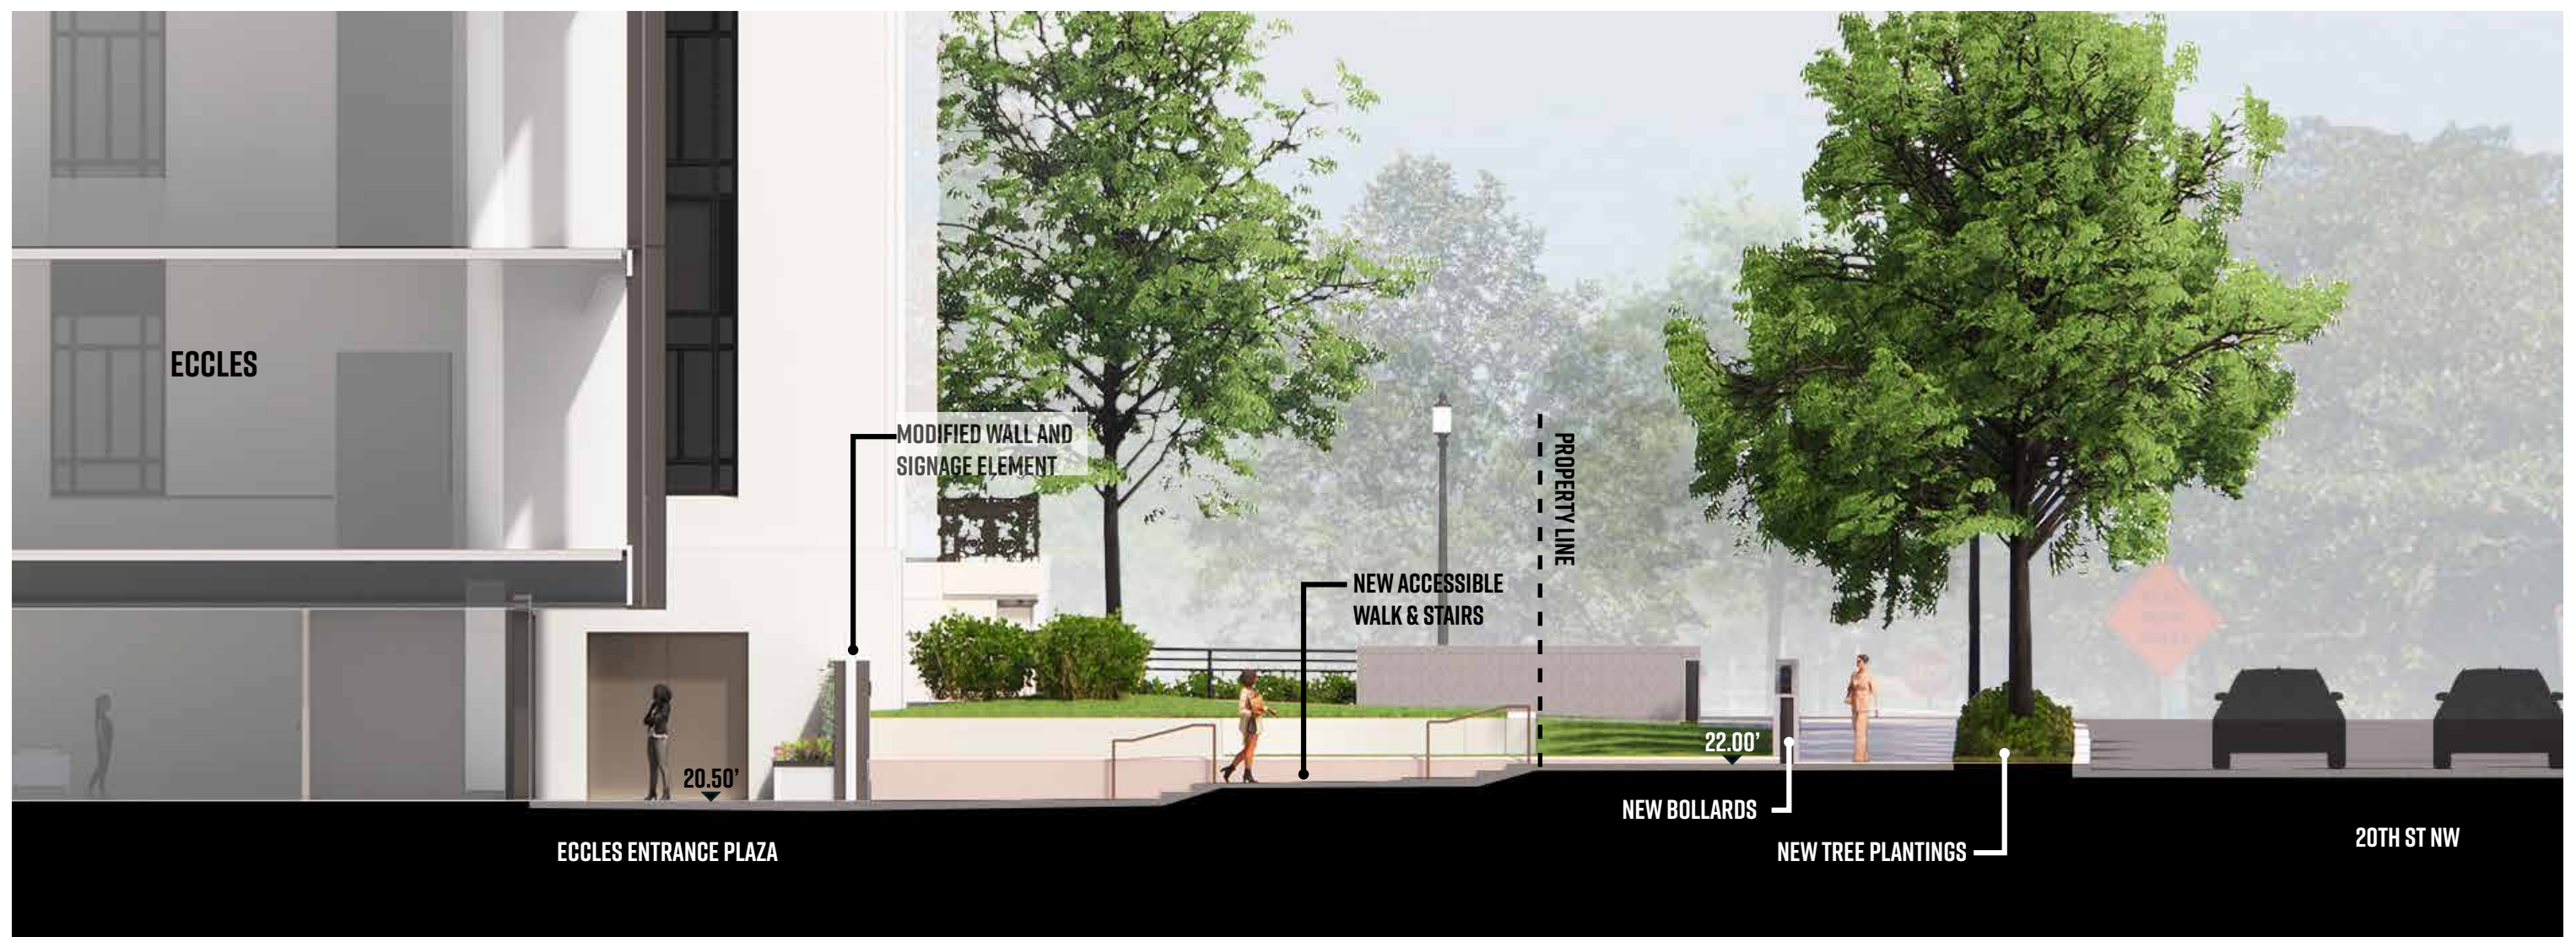 ECCLES
MODIFIED WALL AND
SIGNAGE ELEMENT
PROPERTY LINE
NEW ACCESSIBLE
WALK & STAIRS
20.50'
22.00'
NEW BOLLARDS
ECCLES ENTRANCE PLAZA
NEW TREE PLANTINGS
20TH ST NW